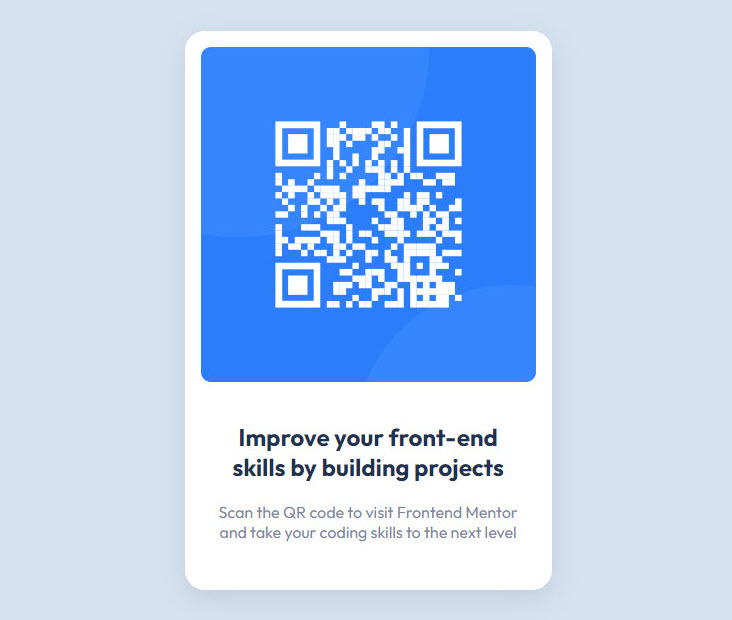 Improve your front-end
skills by building projects
Scan the QR code to visit Frontend Mentor
and take your coding skills to the next level